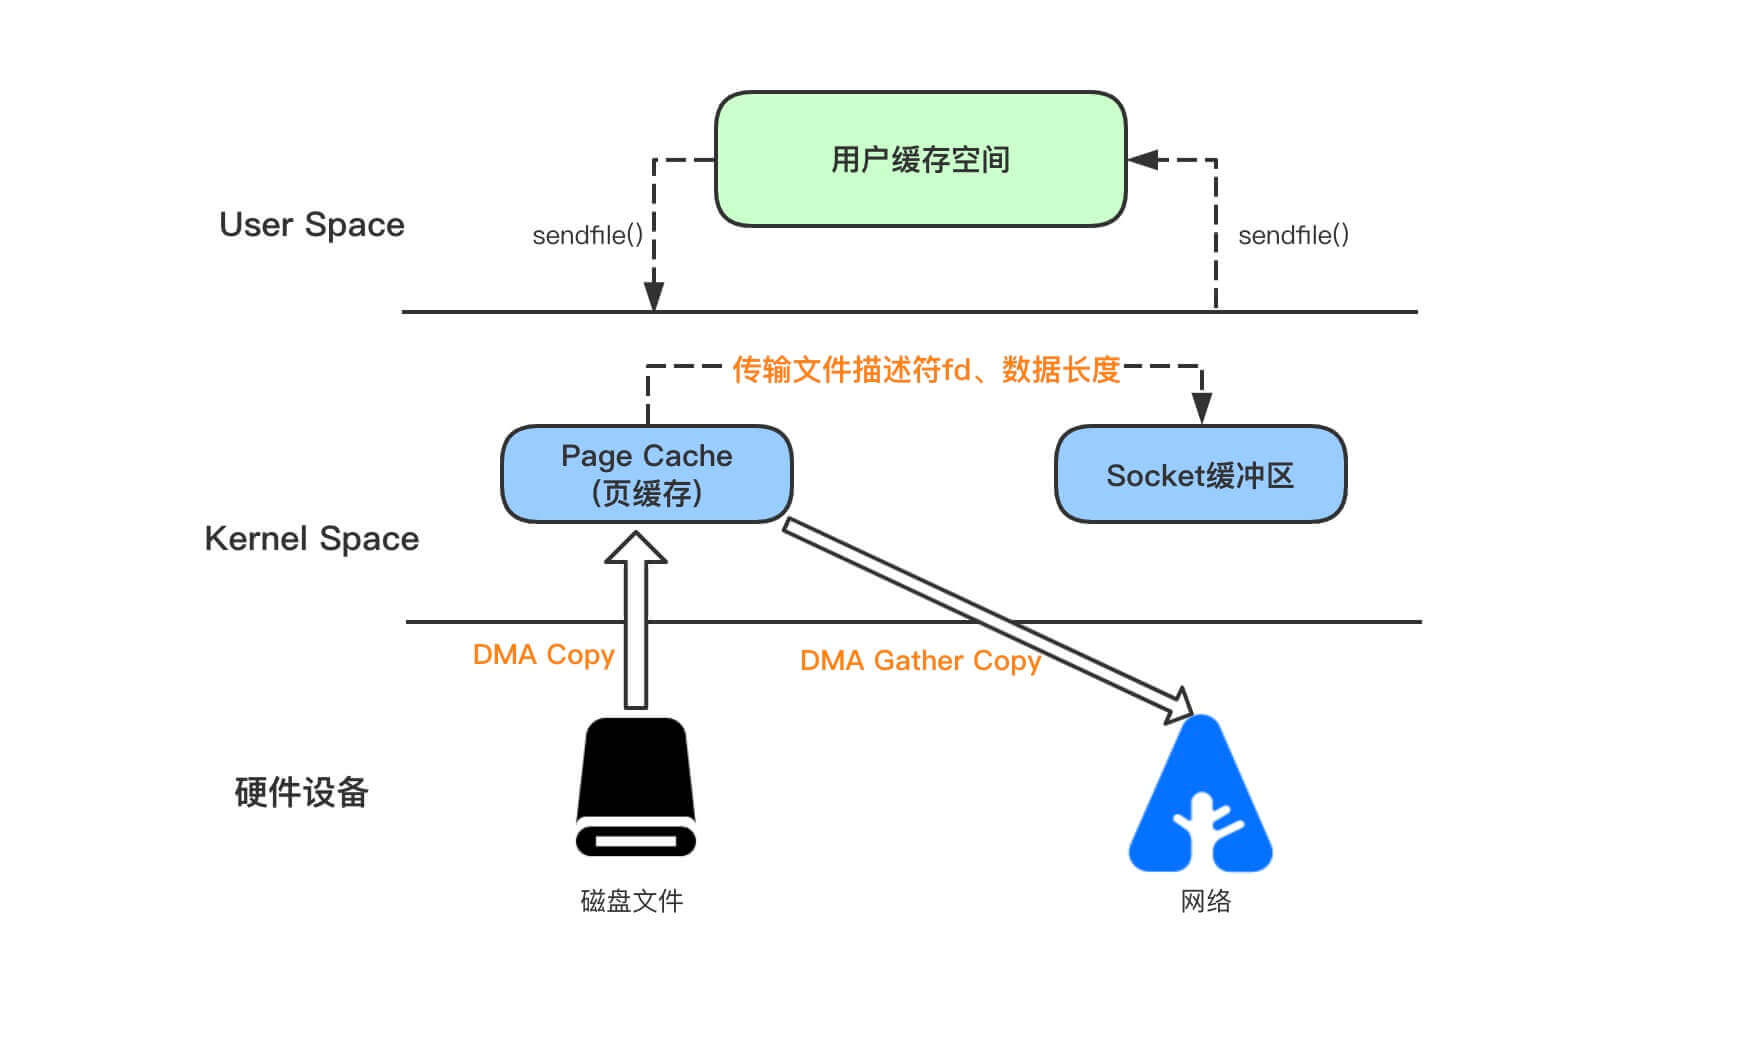 用户缓存空间
User Space
sendfile()
sendfile()
传输文件描述符fd、数据长度
Page Cache
(页缓存)
Socket缓冲区
Kernel Space
DMA Copy
DMA Gather Copy
硬件设备
磁盘文件
网络